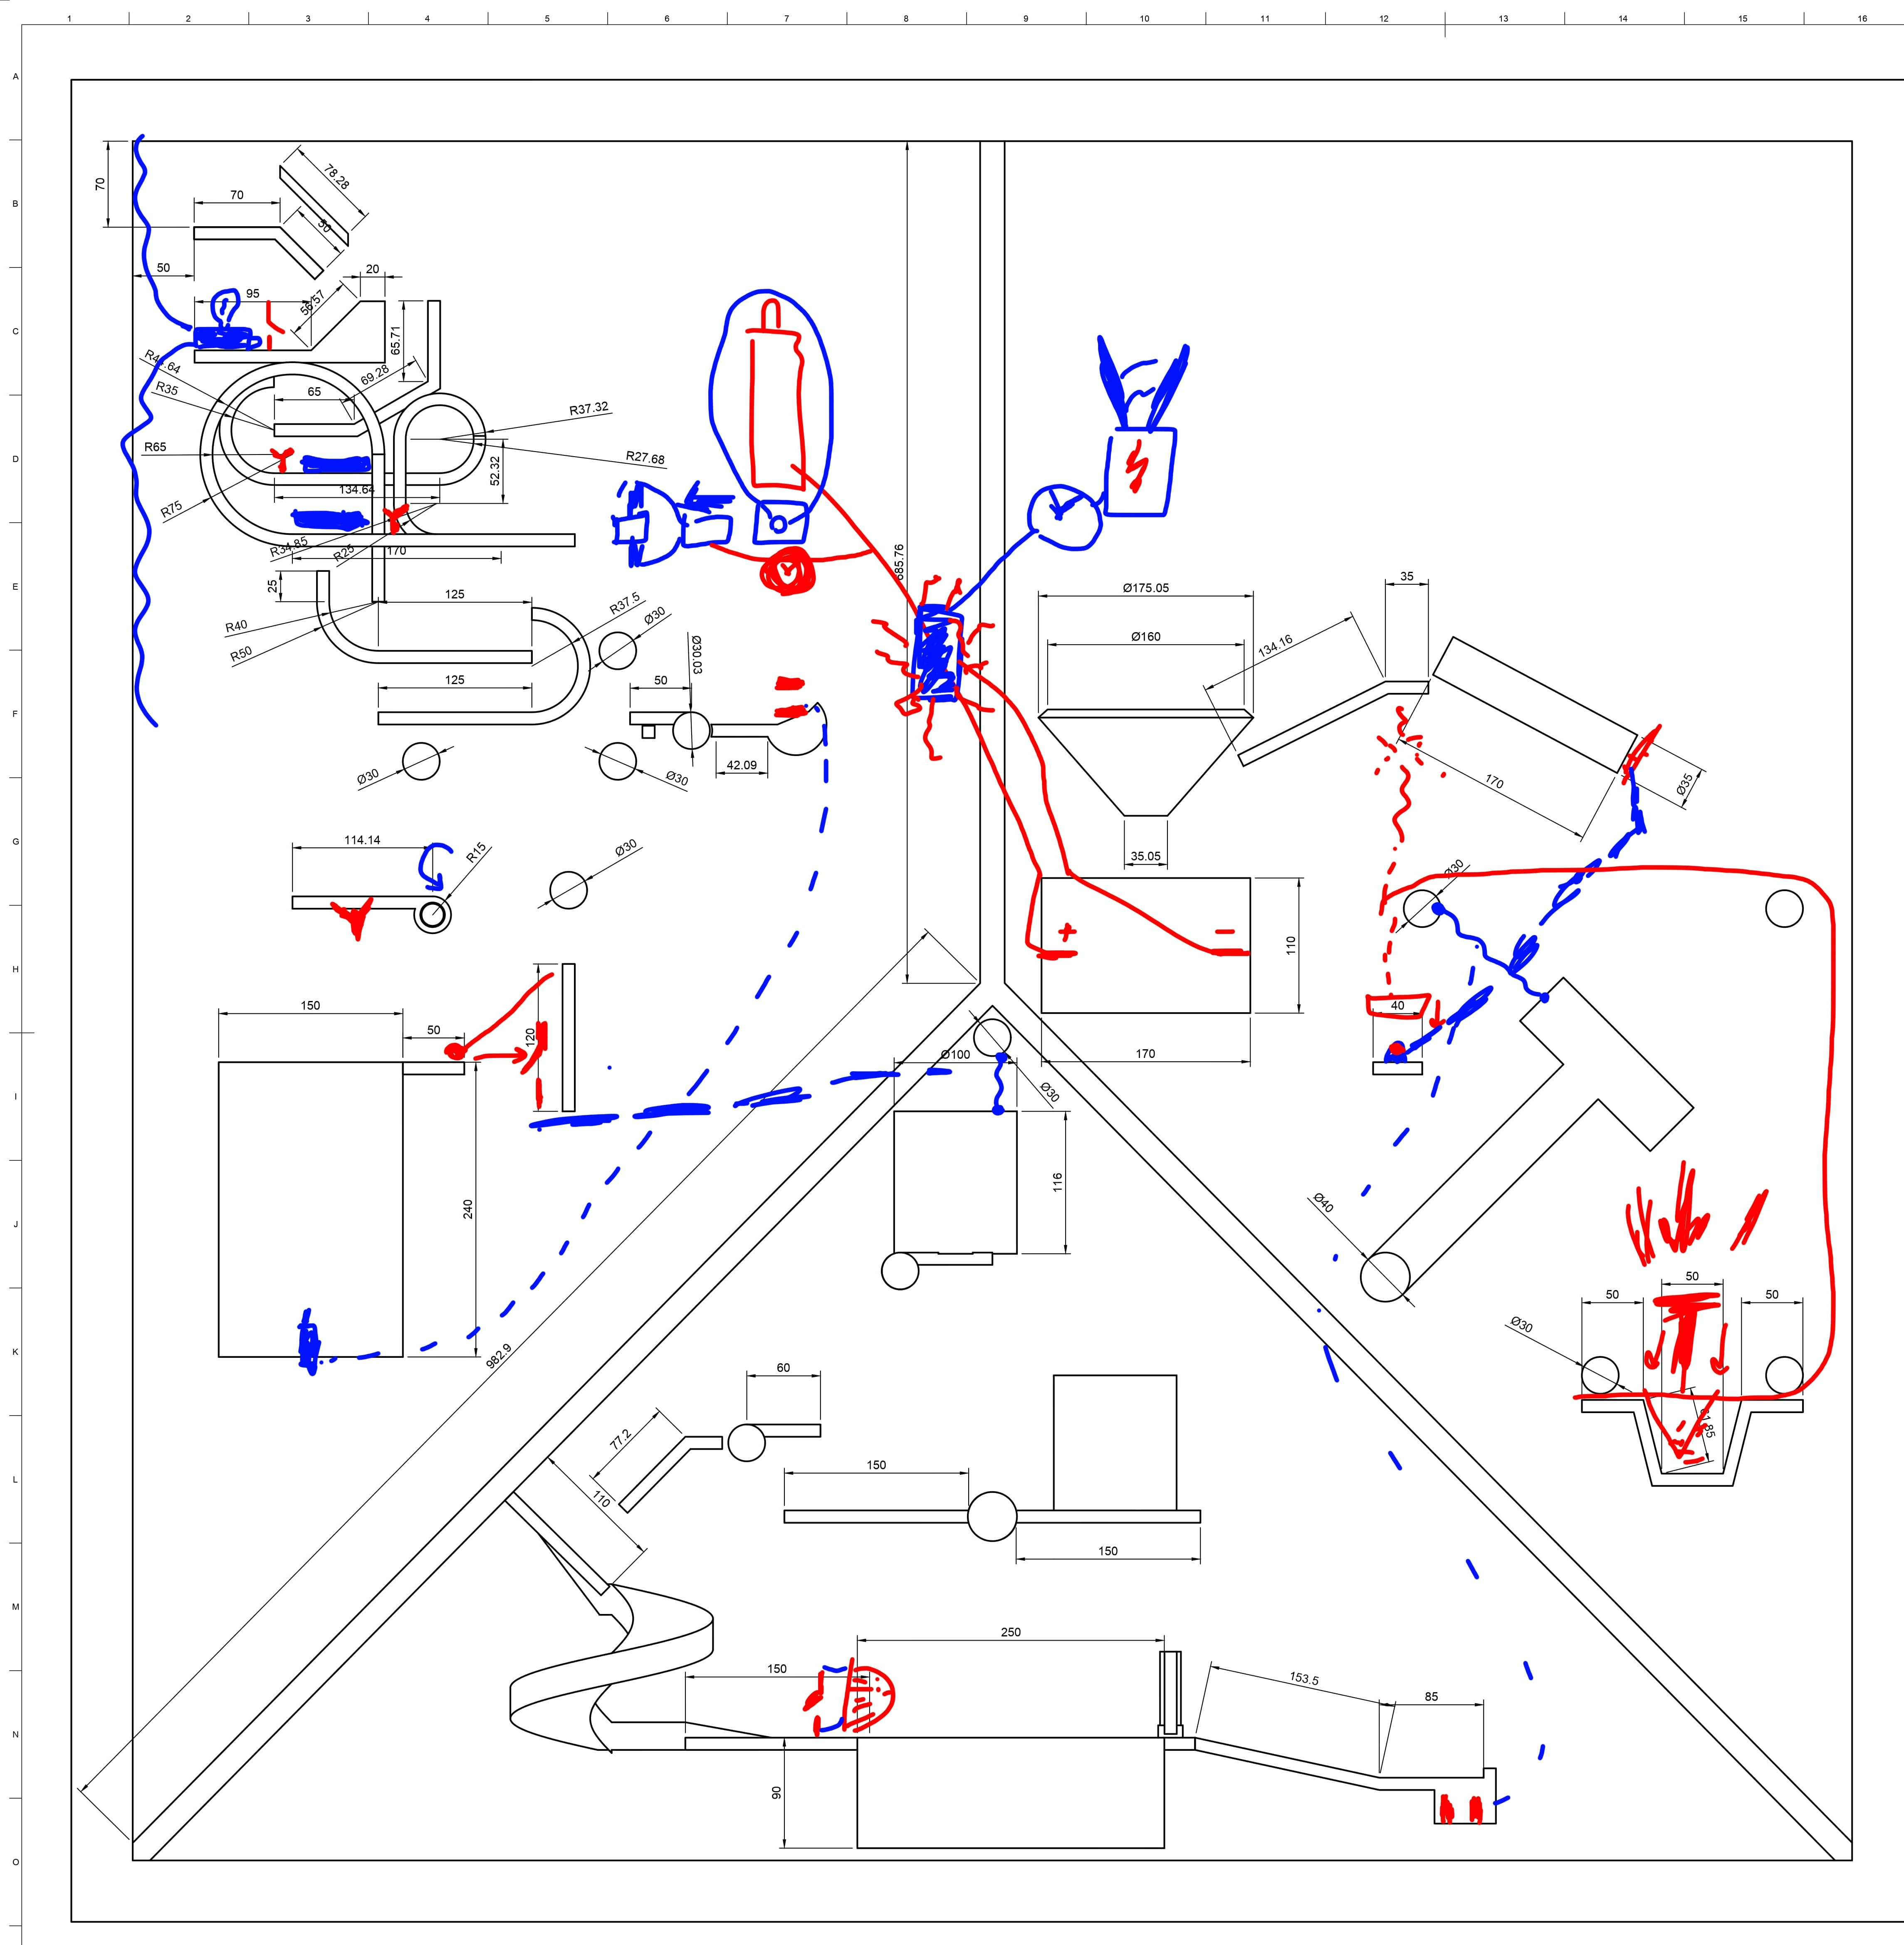 1 2 3 4 5 6 7 8 9 10 11 12 13 14 15 16
A
B
C
D
E
F
G
H
I
J
K
L
M
N
O
70
70
78.28
50
50
20
95
56.57
65.71
69.28
R35
65
R37.32
R65
R27.68
52.32
134.64
R75
R34.85
R25
170
685.76
25
125
R37.5
Ø30
R40
R50
Ø30.03
50
125
42.09
Ø30
Ø30
Ø175.05
35
Ø160
134.16
170
Ø35
35.05
114.14
R15
Ø30
Ø30
+
−
110
150
50
120
40
Ø100
170
Ø30
240
116
Ø40
982.9
50
50
50
Ø30
60
77.2
110
150
150
250
150
153.5
85
90